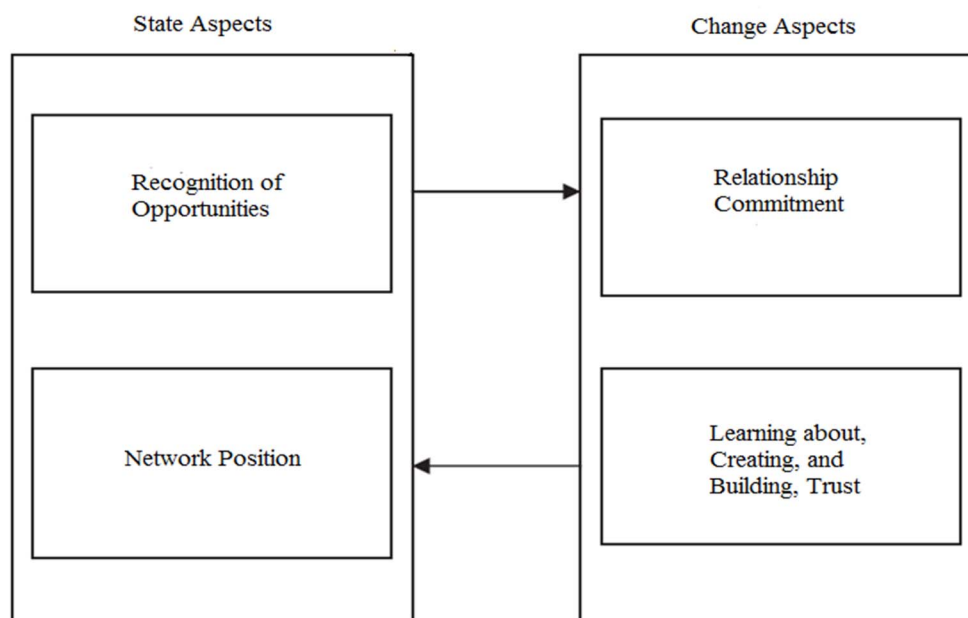 State Aspects
Change Aspects
Recognition of
Opportunities
Relationship
Commitment
Network Position
Learning about,
Creating, and
Building, Trust